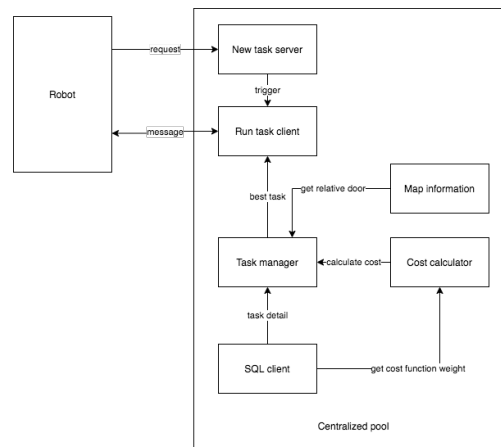 request
New task server
trigger
Robot
message
Run task client
best task
get relative door
Map information
Task manager
calculate cost
Cost calculator
task detail
SQL client
get cost function weight
Centralized pool